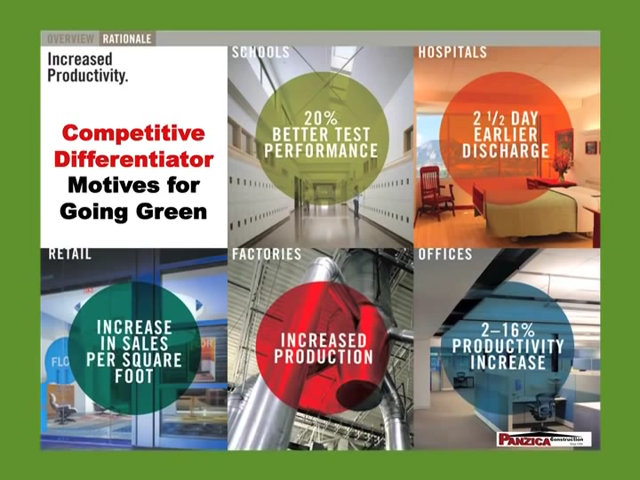 OVERVIEW RATIONALE
Increased
Productivity.
Competitive
Differentiator
Motives for
Going Green
SCHOOLS
20%
BETTER TEST
PERFORMANCE
HOSPITALS
2 1/2 DAY
EARLIER
DISCHARGE
RETAIL
FLO
INCREASE
IN SALES
PER SQUARE
FOOT
FACTORIES
INCREASED
PRODUCTION
OFFICES
2–16%
PRODUCTIVITY
INCREASE
PANZICA Construction